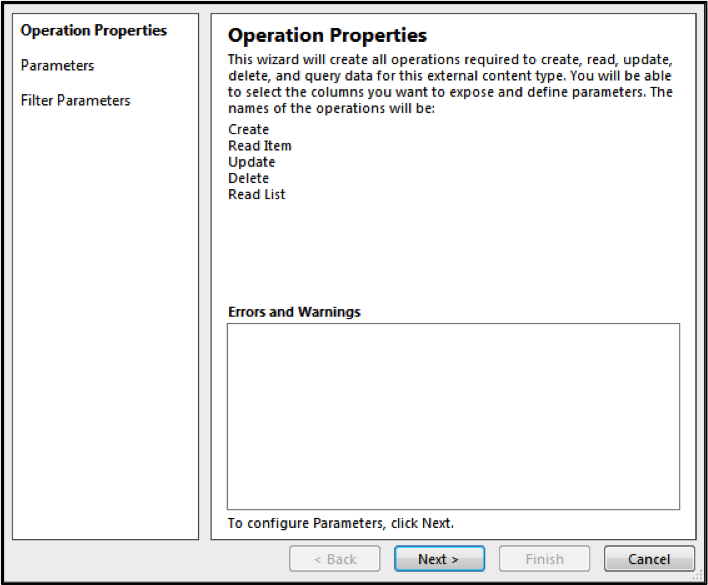 Operation Properties
Parameters
Filter Parameters
Operation Properties
This wizard will create all operations required to create, read, update,
delete, and query data for this external content type. You will be able
to select the columns you want to expose and define parameters. The
names of the operations will be:
Create
Read Item
Update
Delete
Read List
Errors and Warnings
To configure Parameters, click Next.
< Back
Next >
Finish
Cancel